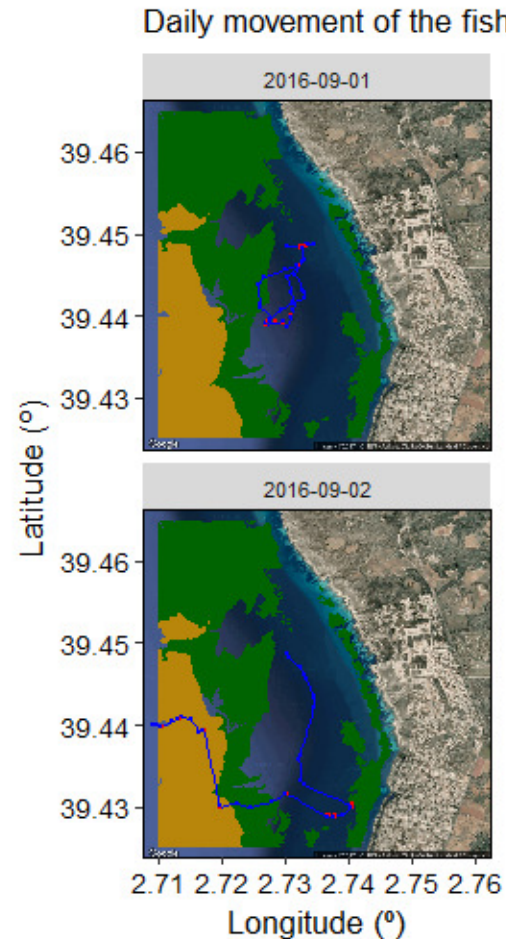 Daily movement of the fish
2016-09-01
39.46
39.45
39.44
39.43
Google
Latitude (º)
2016-09-02
39.46
39.45
39.44
39.43
Google
2.71 2.72 2.73 2.74 2.75 2.76
Longitude (º)